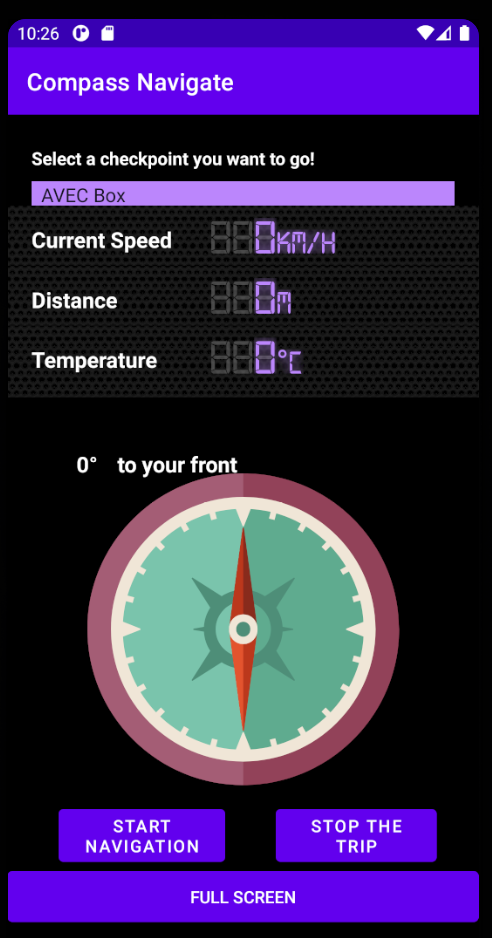 10:26
Compass Navigate
Select a checkpoint you want to go!
AVEC Box
Current Speed 0KM/H
Distance 0m
Temperature 0°C
0° to your front
START
NAVIGATION
STOP THE
TRIP
FULL SCREEN